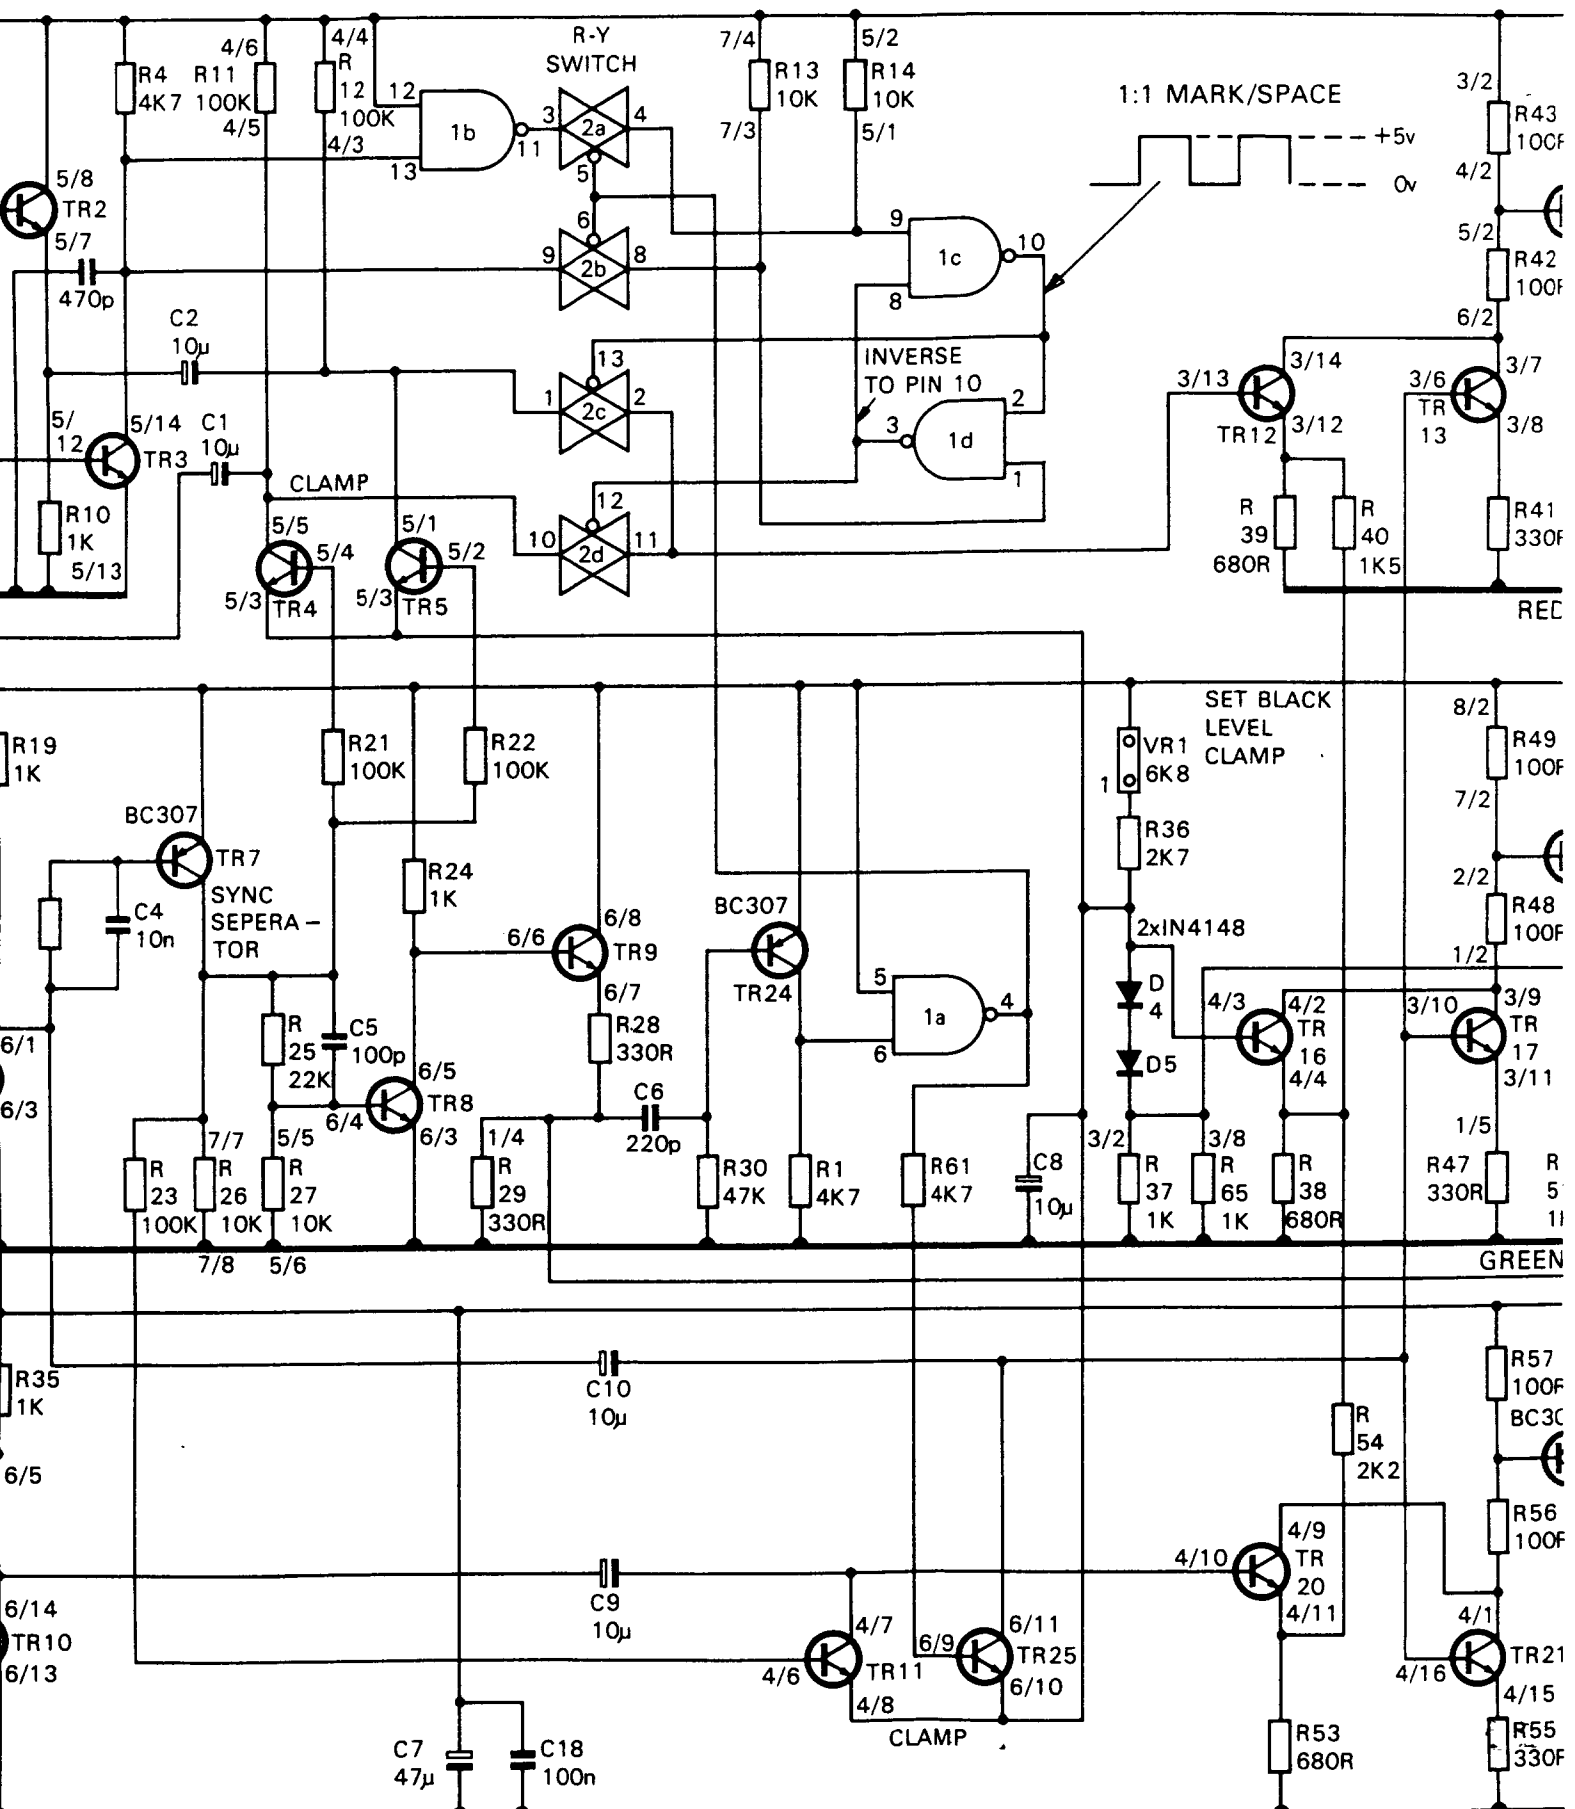 4/6
4/4
R-Y
SWITCH
7/4
5/2
R4
4K7
R11
100K
4/5
R
12
100K
4/3
12
13
1b
11
3
2a
4
5
R13
10K
7/3
R14
10K
5/1
1:1 MARK/SPACE
+5v
0v
3/2
R43
4/2
5/2
R42
6/2
5/8
TR2
5/7
470p
6
9
2b
8
9
8
1c
10
C2
10µ
13
1
2c
2
INVERSE
TO PIN 10
3
1d
2
1
3/13
3/14
TR12
3/12
3/6
TR
13
3/7
3/8
5/
12
5/14
TR3
C1
10µ
CLAMP
12
10
2d
11
R10
1K
5/13
5/5
5/4
5/3
TR4
5/1
5/2
5/3
TR5
R
39
680R
R
40
1K5
R41
RED
R19
1K
R21
100K
R22
100K
VR1
6K8
1
SET BLACK
LEVEL
CLAMP
8/2
R49
7/2
BC307
TR7
SYNC
SEPERA –
TOR
C4
10n
R24
1K
R36
2K7
2/2
R48
1/2
6/6
6/8
TR9
6/7
BC307
TR24
5
6
1a
4
2xIN4148
D
4
D5
4/3
4/2
TR
16
4/4
3/10
3/9
TR
17
3/11
6/1
6/3
R
25
22K
C5
100p
6/5
TR8
6/4
6/3
R28
330R
C6
220p
R
23
100K
7/7
R
26
10K
7/8
5/5
R
27
10K
5/6
1/4
R
29
330R
R30
47K
R1
4K7
R61
4K7
C8
10µ
3/2
R
37
1K
3/8
R
65
1K
R
38
680R
1/5
R47
330R
GREEN
R35
1K
6/5
C10
10µ
R57
R
54
2K2
R56
6/14
TR10
6/13
C9
10µ
4/7
4/6
TR11
4/8
6/9
6/11
TR25
6/10
CLAMP
4/10
4/9
TR
20
4/11
4/1
TR21
4/16
4/15
C7
47µ
C18
100n
R53
680R
R55